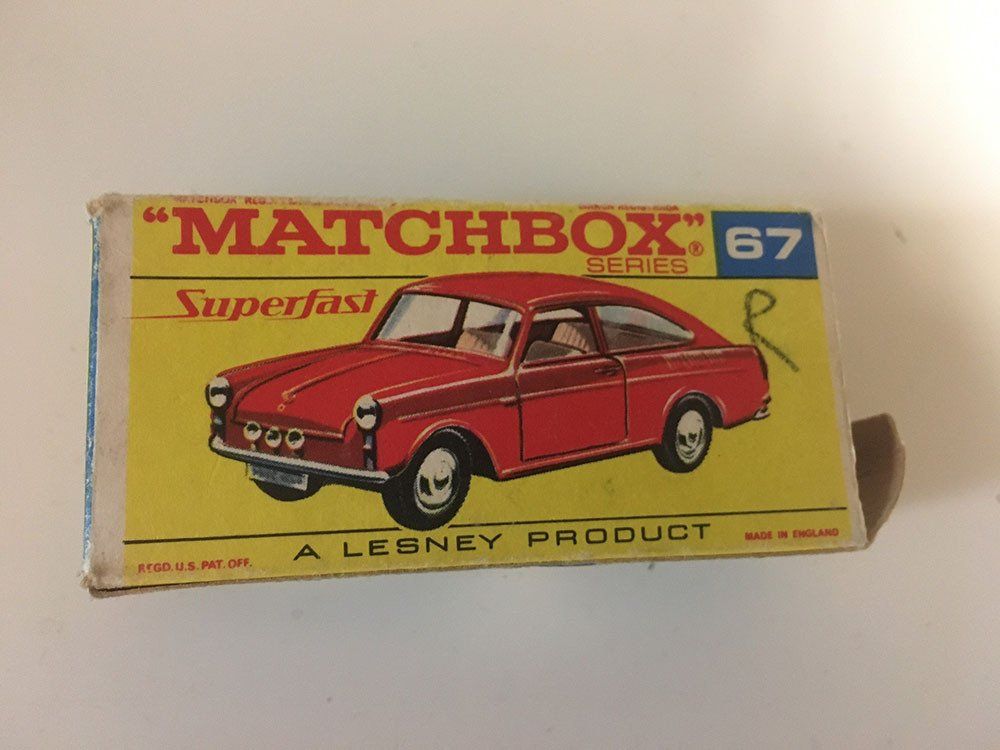 "MATCHBOX"®
SERIES
67
Superfast
A LESNEY PRODUCT
MADE IN ENGLAND
REGD. U.S. PAT. OFF.